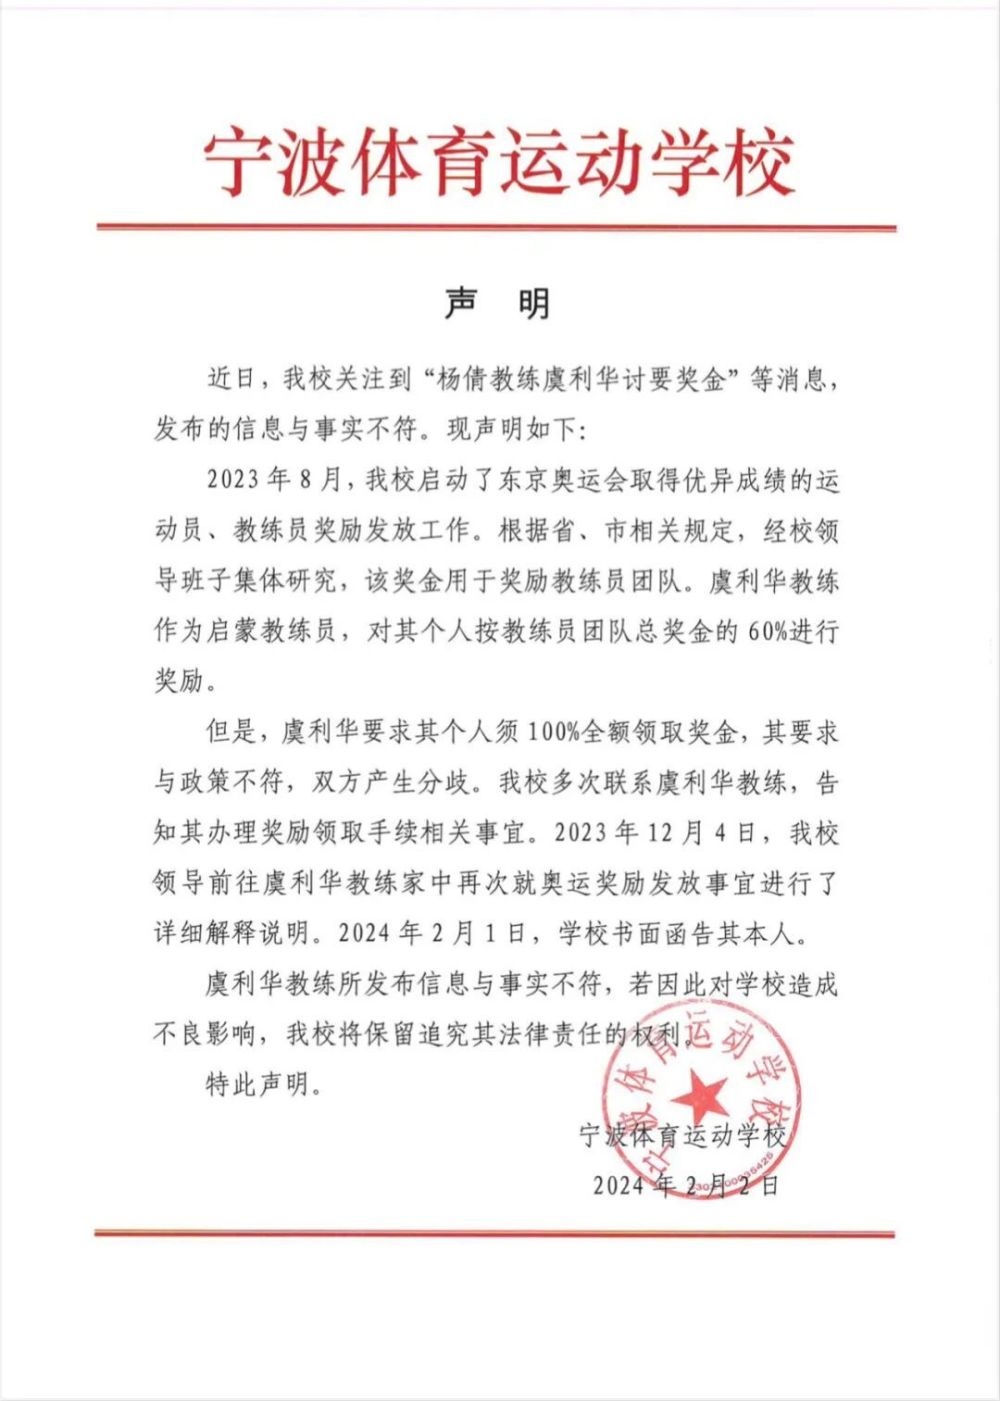 宁波体育运动学校
声 明
近日，我校关注到“杨倩教练虞利华讨要奖金”等消息，
发布的信息与事实不符。现声明如下：
2023 年 8 月，我校启动了东京奥运会取得优异成绩的运
动员、教练员奖励发放工作。根据省、市相关规定，经校领
导班子集体研究，该奖金用于奖励教练员团队。虞利华教练
作为启蒙教练员，对其个人按教练员团队总奖金的 60%进行
奖励。
但是，虞利华要求其个人须 100%全额领取奖金，其要求
与政策不符，双方产生分歧。我校多次联系虞利华教练，告
知其办理奖励领取手续相关事宜。2023 年 12 月 4 日，我校
领导前往虞利华教练家中再次就奥运奖励发放事宜进行了
详细解释说明。2024 年 2 月 1 日，学校书面函告其本人。
虞利华教练所发布信息与事实不符，若因此对学校造成
不良影响，我校将保留追究其法律责任的权利。
特此声明。
宁波体育运动学校
2024 年 2 月 2 日
宁波体育运动学校